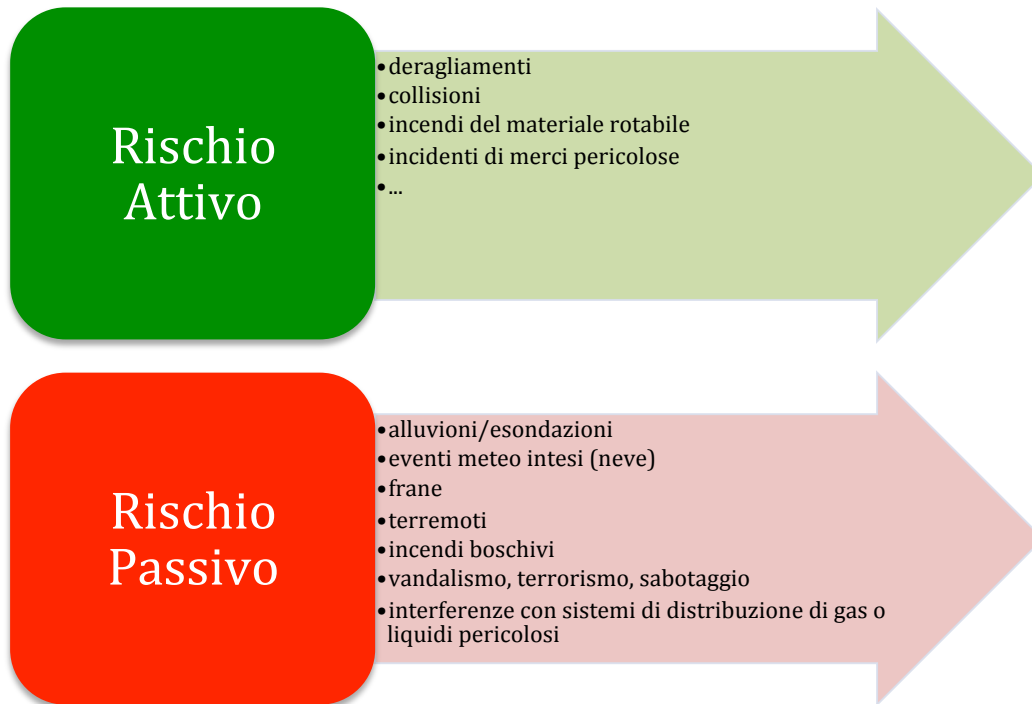 Rischio
Attivo
•deragliamenti
•collisioni
•incendi del materiale rotabile
•incidenti di merci pericolose
•...
Rischio
Passivo
•alluvioni/esondazioni
•eventi meteo intesi (neve)
•frane
•terremoti
•incendi boschivi
•vandalismo, terrorismo, sabotaggio
•interferenze con sistemi di distribuzione di gas o
liquidi pericolosi